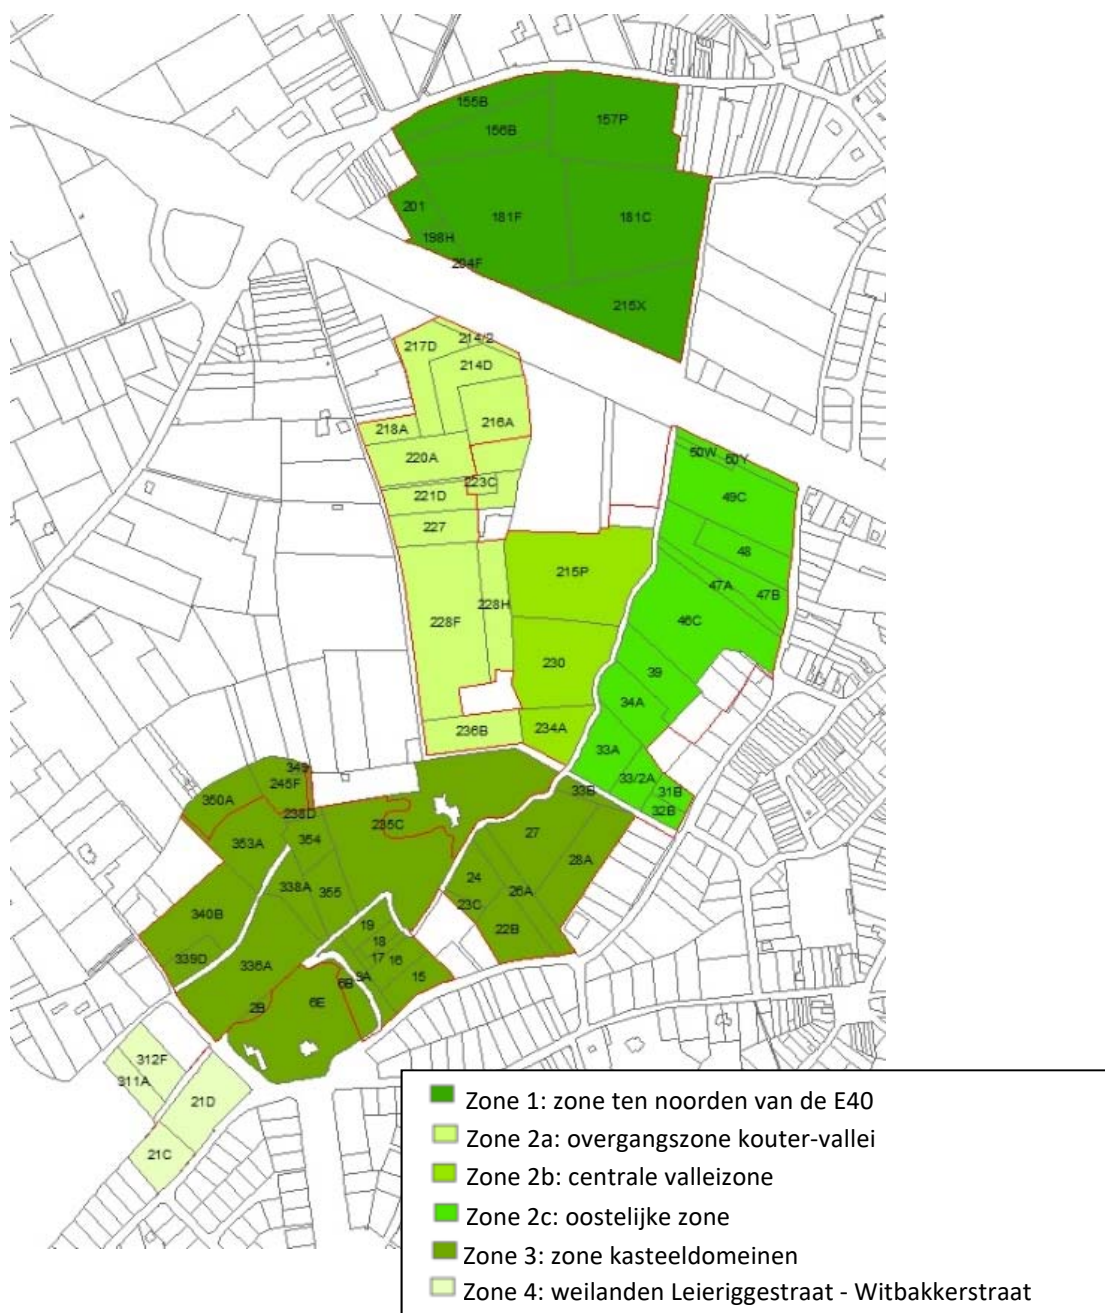 155B
156B
157P
201
181F
181C
198H
204F
215X
217D
214/2
214D
218A
216A
220A
223C
221D
227
50W
50Y
49C
48
215P
47A
47B
228H
228F
46C
230
39
34A
236B
234A
33A
33/2A
31B
32B
33B
349
245F
350A
238D
235C
353A
354
27
28A
24
338A
355
26A
23C
340B
19
22B
18
17
16
339D
336A
15
9A
6B
6E
2B
312F
311A
21D
21C
Zone 1: zone ten noorden van de E40
Zone 2a: overgangszone kouter-vallei
Zone 2b: centrale valleizone
Zone 2c: oostelijke zone
Zone 3: zone kasteeldomeinen
Zone 4: weilanden Leieriggestraat - Witbakkerstraat